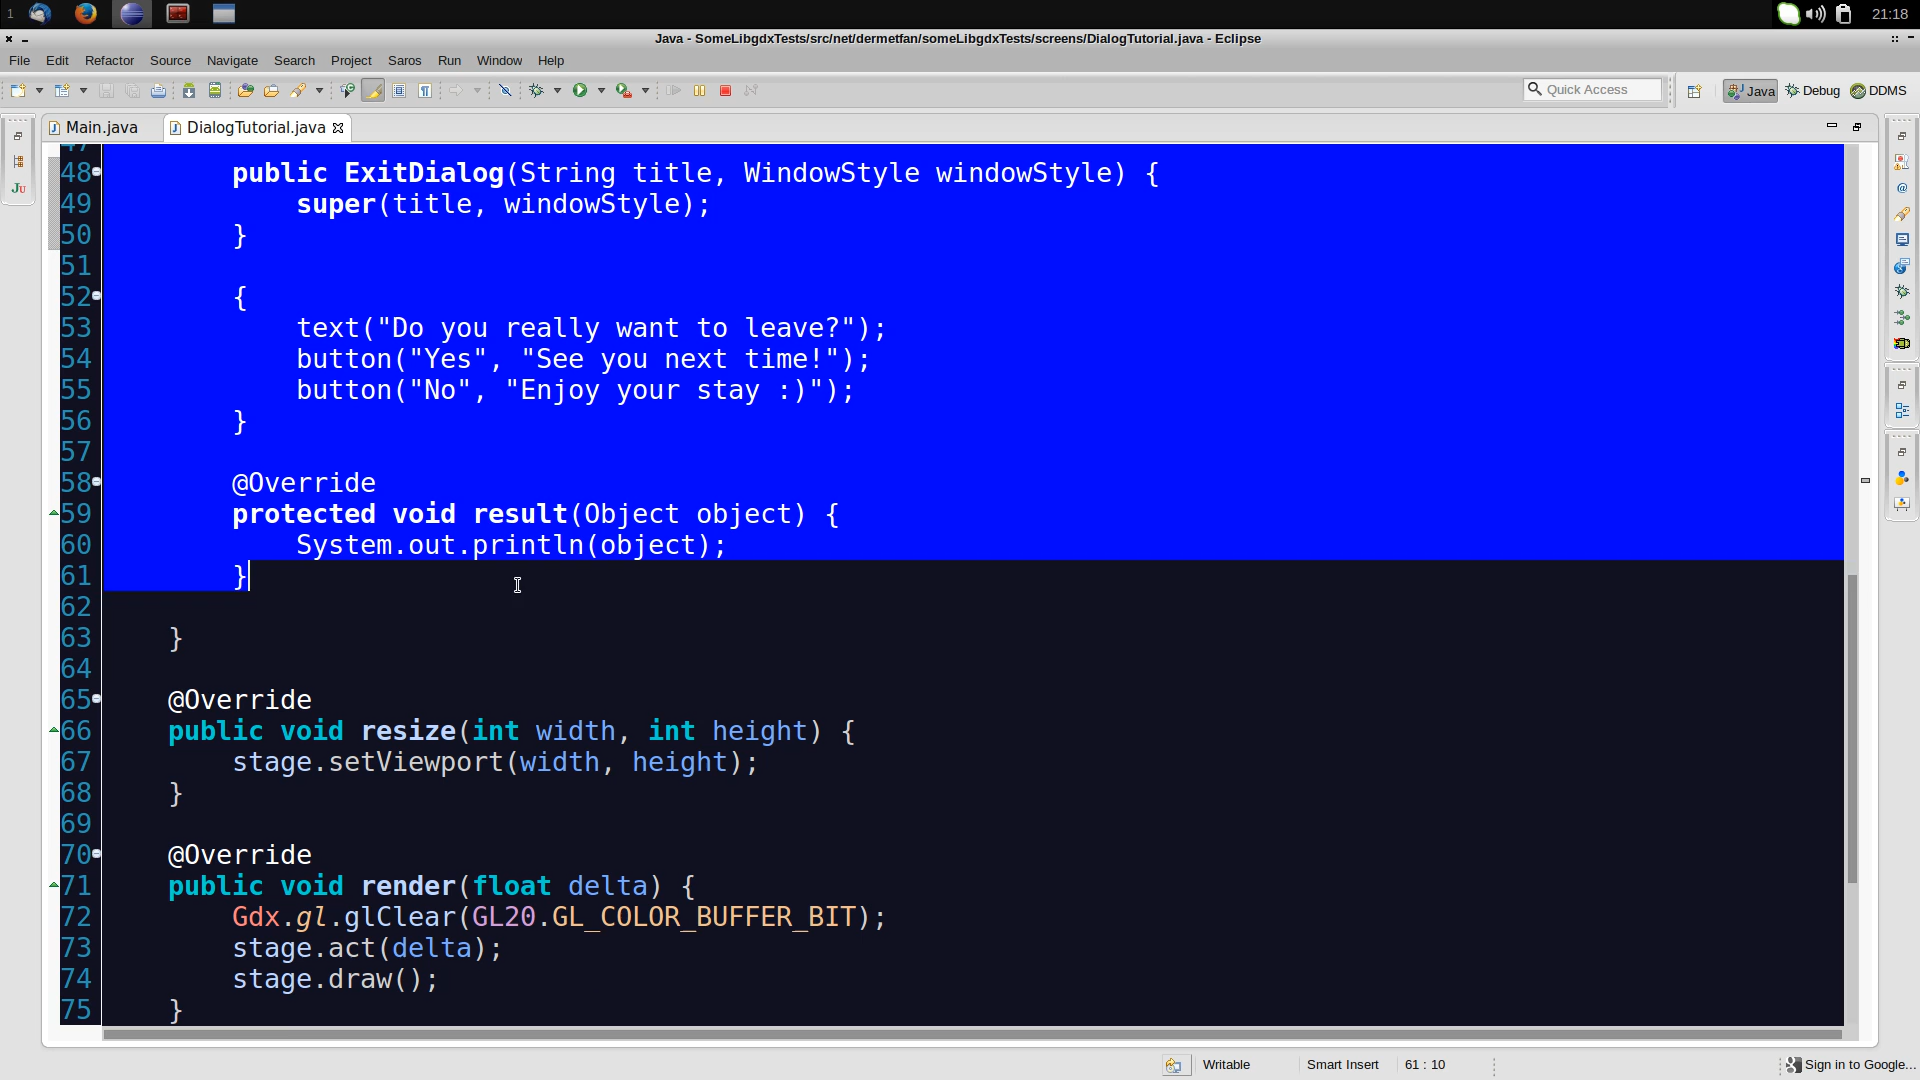 1
21:18
Java - SomeLibgdxTests/src/net/dermetfan/someLibgdxTests/screens/DialogTutorial.java - Eclipse
File Edit Refactor Source Navigate Search Project Saros Run Window Help
Quick Access
Java Debug DDMS
Main.java DialogTutorial.java
47
48 public ExitDialog(String title, WindowStyle windowStyle) {
49 super(title, windowStyle);
50 }
51
52 {
53 text("Do you really want to leave?");
54 button("Yes", "See you next time!");
55 button("No", "Enjoy your stay :)");
56 }
57
58 @Override
59 protected void result(Object object) {
60 System.out.println(object);
61 }
62
63 }
64
65 @Override
66 public void resize(int width, int height) {
67 stage.setViewport(width, height);
68 }
69
70 @Override
71 public void render(float delta) {
72 Gdx.gl.glClear(GL20.GL_COLOR_BUFFER_BIT);
73 stage.act(delta);
74 stage.draw();
75 }
Writable Smart Insert 61 : 10 Sign in to Google...